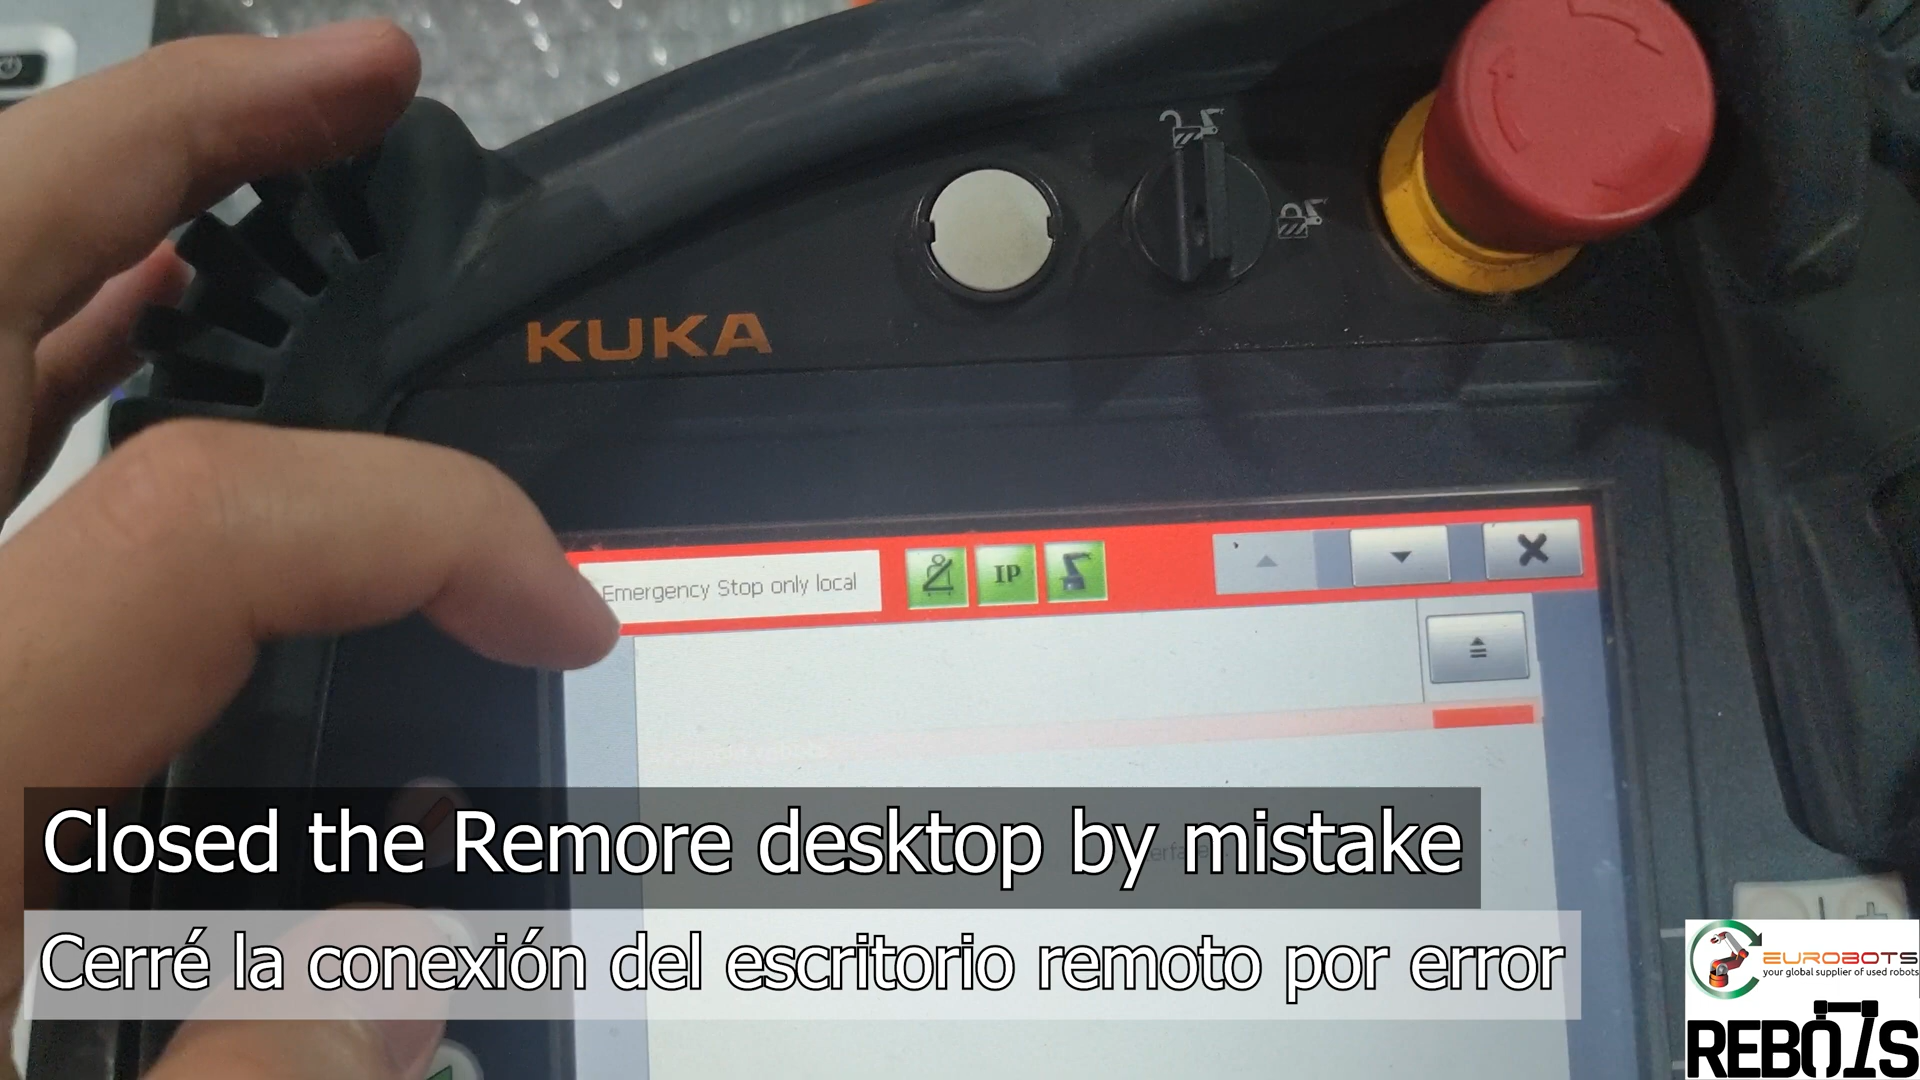 KUKA
Emergency Stop only local
IP
Closed the Remore desktop by mistake
Cerré la conexión del escritorio remoto por error
EUROBOTS
your global supplier of used robots
REBOTS